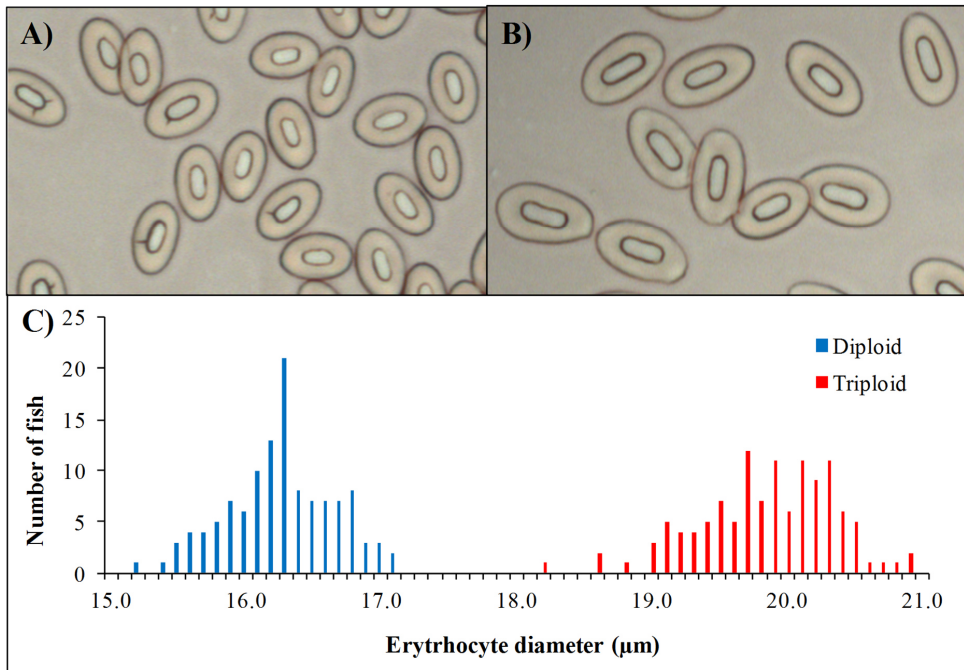 A)
B)
C)
Diploid
Triploid
Number of fish
25
20
15
10
5
0
15.0 16.0 17.0 18.0 19.0 20.0 21.0
Erytrhocyte diameter (µm)